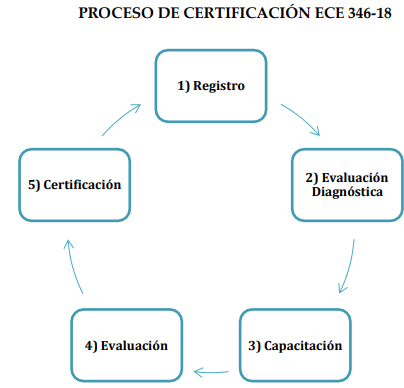 PROCESO DE CERTIFICACIÓN ECE 346-18
1) Registro
2) Evaluación
Diagnóstica
3) Capacitación
4) Evaluación
5) Certificación